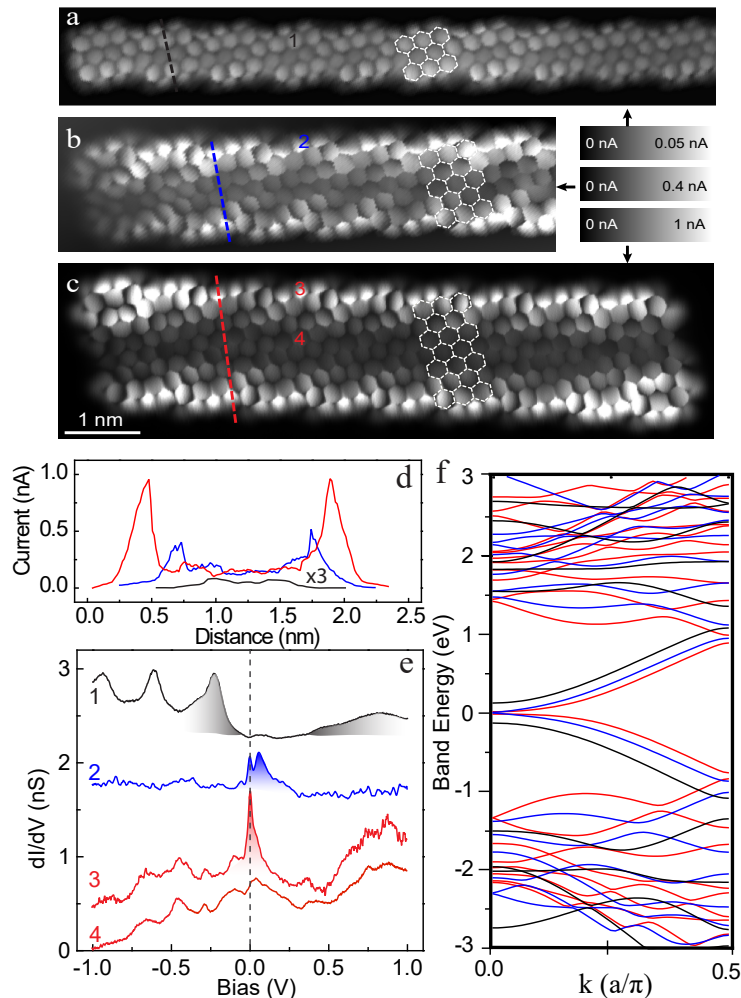 a
1
b
2
0 nA 0.05 nA
0 nA 0.4 nA
0 nA 1 nA
c
3
4
1 nm
d
1.0
0.5
0.0
Current (nA)
x3
0.0 0.5 1.0 1.5 2.0 2.5
Distance (nm)
e
3
2
1
0
dI/dV (nS)
1
2
3
4
-1.0 -0.5 0.0 0.5 1.0
Bias (V)
f
3
2
1
0
-1
-2
-3
Band Energy (eV)
0.0 0.5
k (a/π)